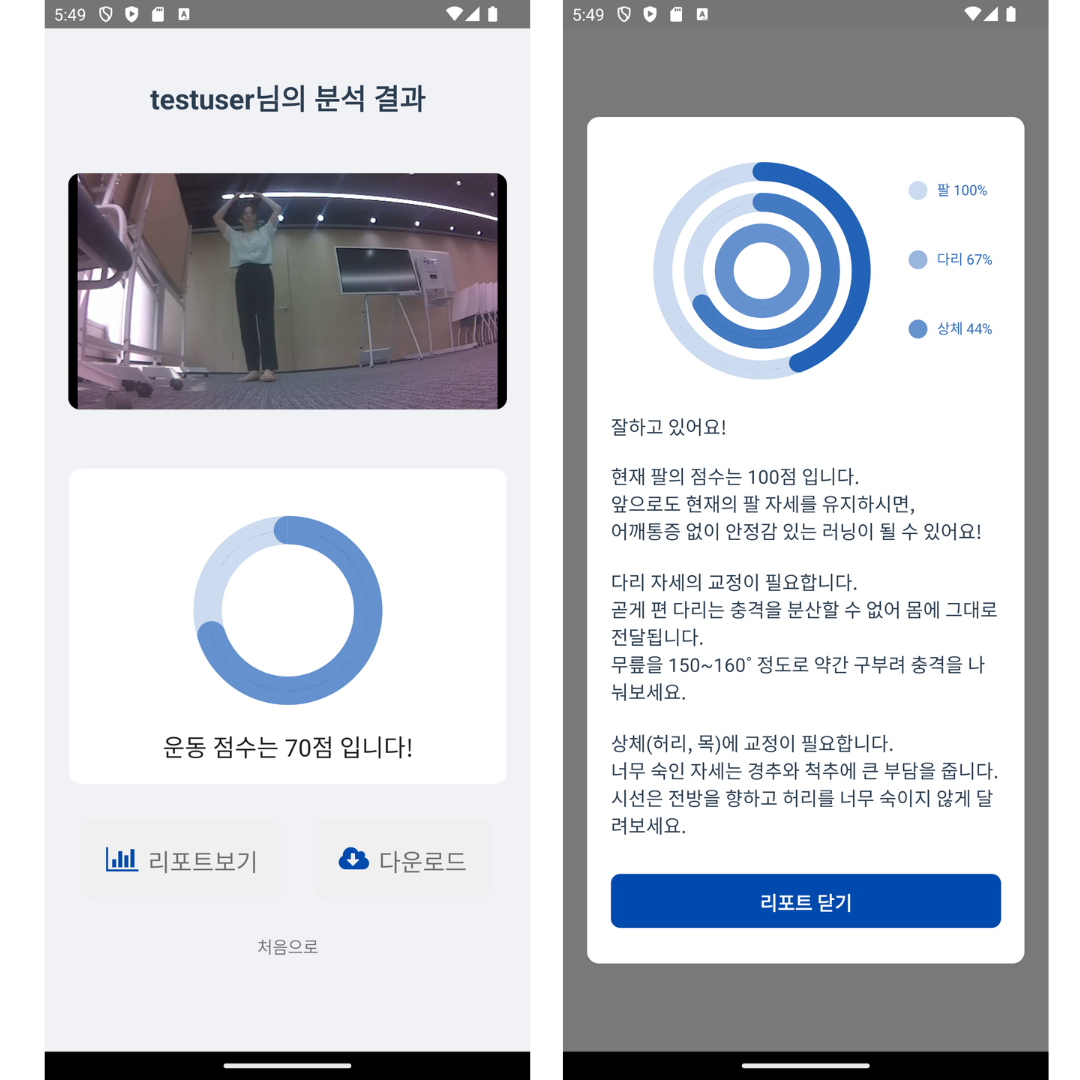 5:49
testuser님의 분석 결과
운동 점수는 70점 입니다!
리포트보기
다운로드
처음으로
5:49
팔 100%
다리 67%
상체 44%
잘하고 있어요!
현재 팔의 점수는 100점 입니다.
앞으로도 현재의 팔 자세를 유지하시면,
어깨통증 없이 안정감 있는 러닝이 될 수 있어요!
다리 자세의 교정이 필요합니다.
곧게 편 다리는 충격을 분산할 수 없어 몸에 그대로
전달됩니다.
무릎을 150~160˚ 정도로 약간 구부려 충격을 나
눠보세요.
상체(허리, 목)에 교정이 필요합니다.
너무 숙인 자세는 경추와 척추에 큰 부담을 줍니다.
시선은 전방을 향하고 허리를 너무 숙이지 않게 달
려보세요.
리포트 닫기